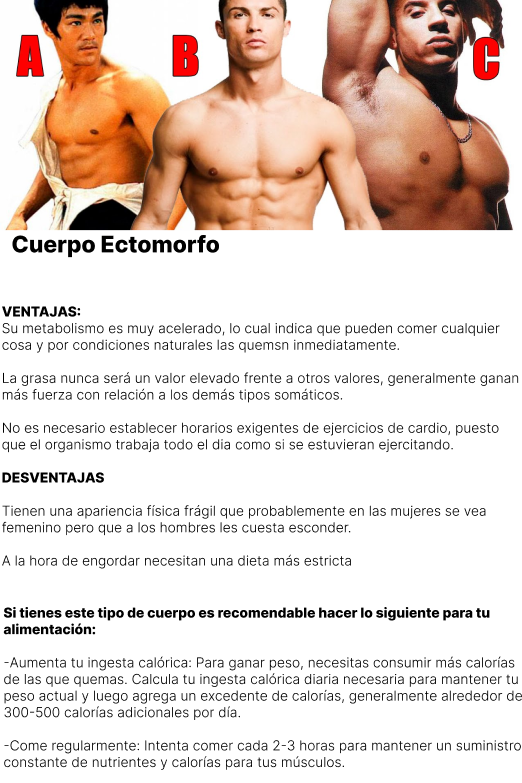 A B C
Cuerpo Ectomorfo
VENTAJAS:
Su metabolismo es muy acelerado, lo cual indica que pueden comer cualquier
cosa y por condiciones naturales las quemsn inmediatamente.
La grasa nunca será un valor elevado frente a otros valores, generalmente ganan
más fuerza con relación a los demás tipos somáticos.
No es necesario establecer horarios exigentes de ejercicios de cardio, puesto
que el organismo trabaja todo el dia como si se estuvieran ejercitando.
DESVENTAJAS
Tienen una apariencia física frágil que probablemente en las mujeres se vea
femenino pero que a los hombres les cuesta esconder.
A la hora de engordar necesitan una dieta más estricta
Si tienes este tipo de cuerpo es recomendable hacer lo siguiente para tu
alimentación:
-Aumenta tu ingesta calórica: Para ganar peso, necesitas consumir más calorías
de las que quemas. Calcula tu ingesta calórica diaria necesaria para mantener tu
peso actual y luego agrega un excedente de calorías, generalmente alrededor de
300-500 calorías adicionales por día.
-Come regularmente: Intenta comer cada 2-3 horas para mantener un suministro
constante de nutrientes y calorías para tus músculos.